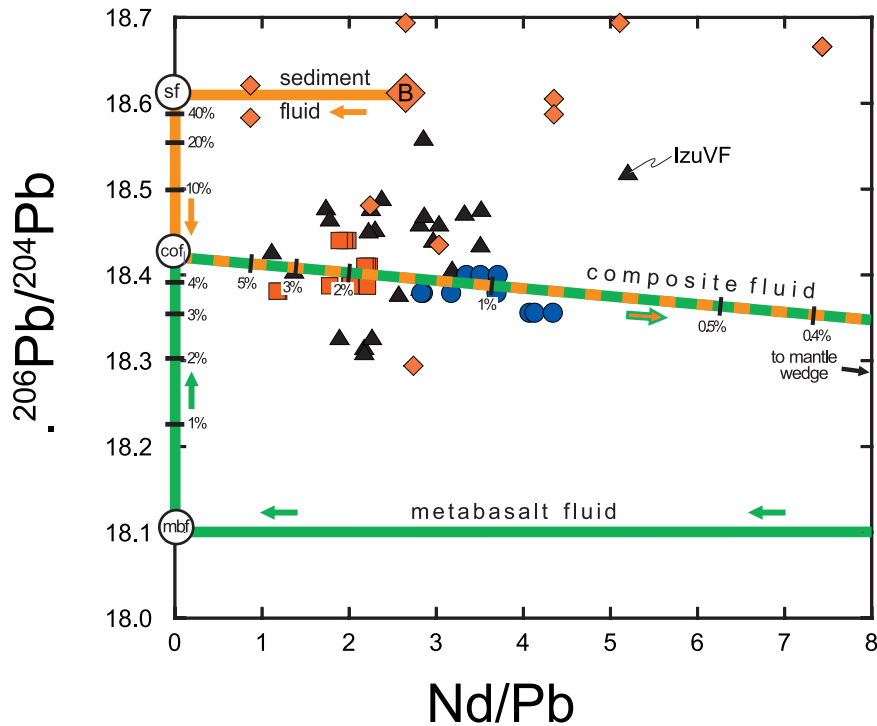 18.7
18.6
18.5
18.4
18.3
18.2
18.1
18.0
. ²⁰⁶Pb/²⁰⁴Pb
sf
sediment
B
fluid
40%
20%
10%
IzuVF
cof
5%
3%
2%
1%
0.5%
0.4%
composite fluid
4%
3%
2%
1%
to mantle
wedge
metabasalt fluid
mbf
0
1
2
3
4
5
6
7
8
Nd/Pb